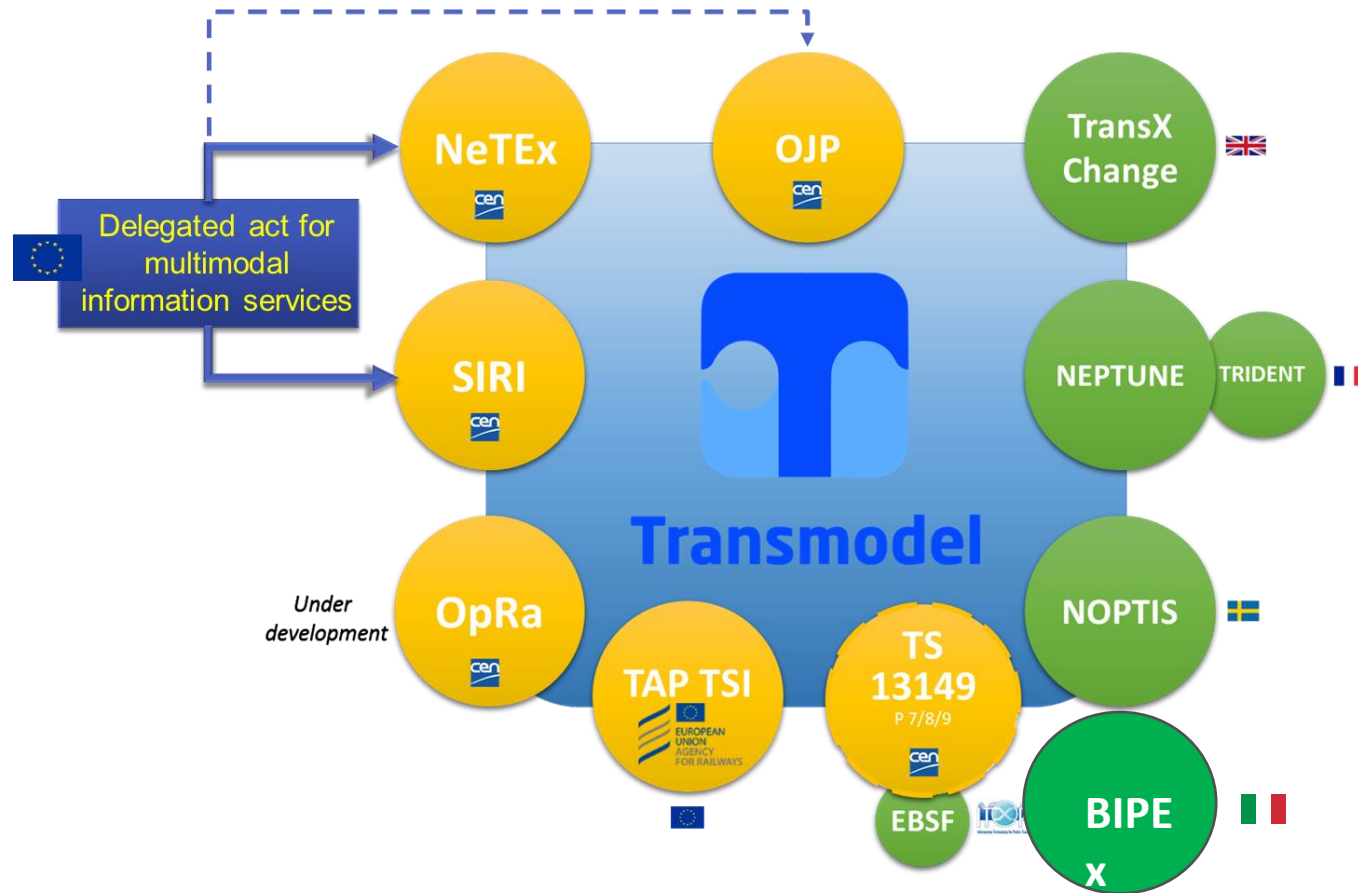 NeTEx
cen
OJP
cen
TransX
Change
Delegated act for
multimodal
information services
SIRI
cen
NEPTUNE
TRIDENT
Transmodel
Under
development
OpRa
cen
TAP TSI
EUROPEAN
UNION
AGENCY
FOR RAILWAYS
TS
13149
P 7/8/9
cen
NOPTIS
EBSF
BIPE
x